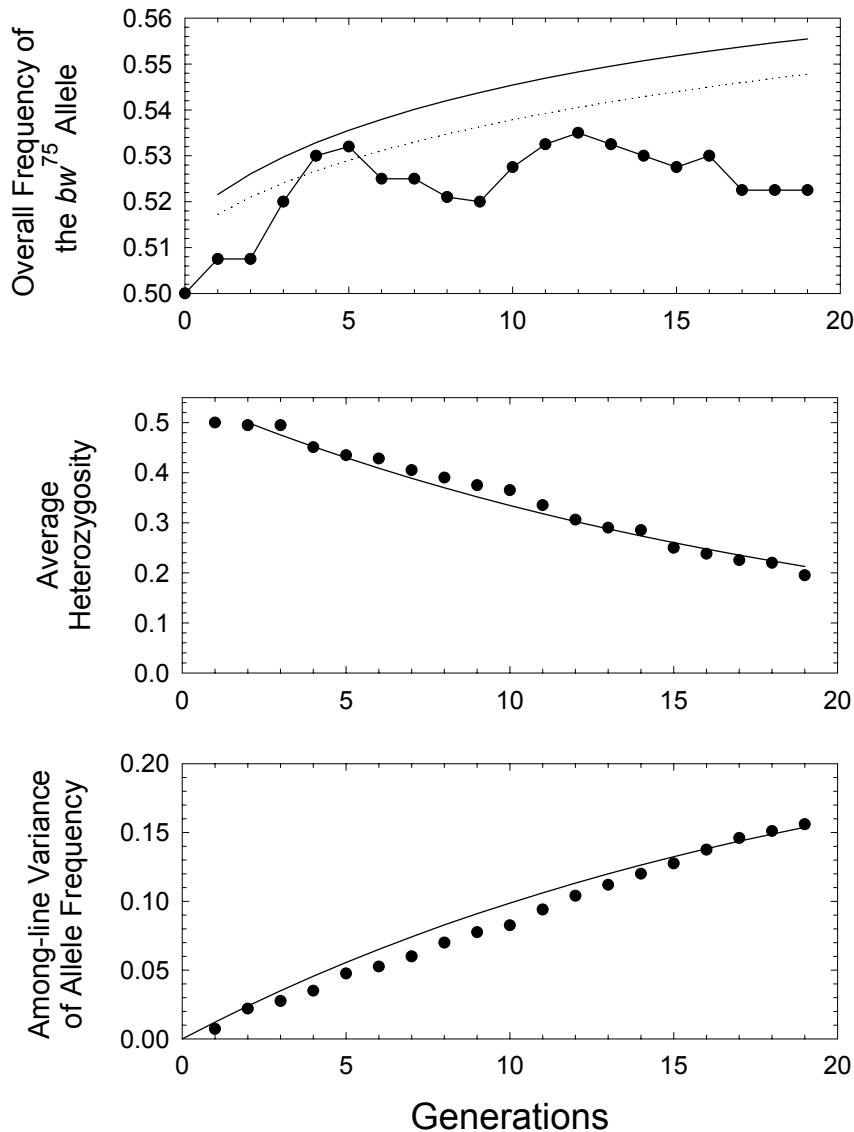 Overall Frequency of
the bw75 Allele
0.56
0.55
0.54
0.53
0.52
0.51
0.50
0 5 10 15 20
Average
Heterozygosity
0.5
0.4
0.3
0.2
0.1
0.0
0 5 10 15 20
Among-line Variance
of Allele Frequency
0.20
0.15
0.10
0.05
0.00
0 5 10 15 20
Generations